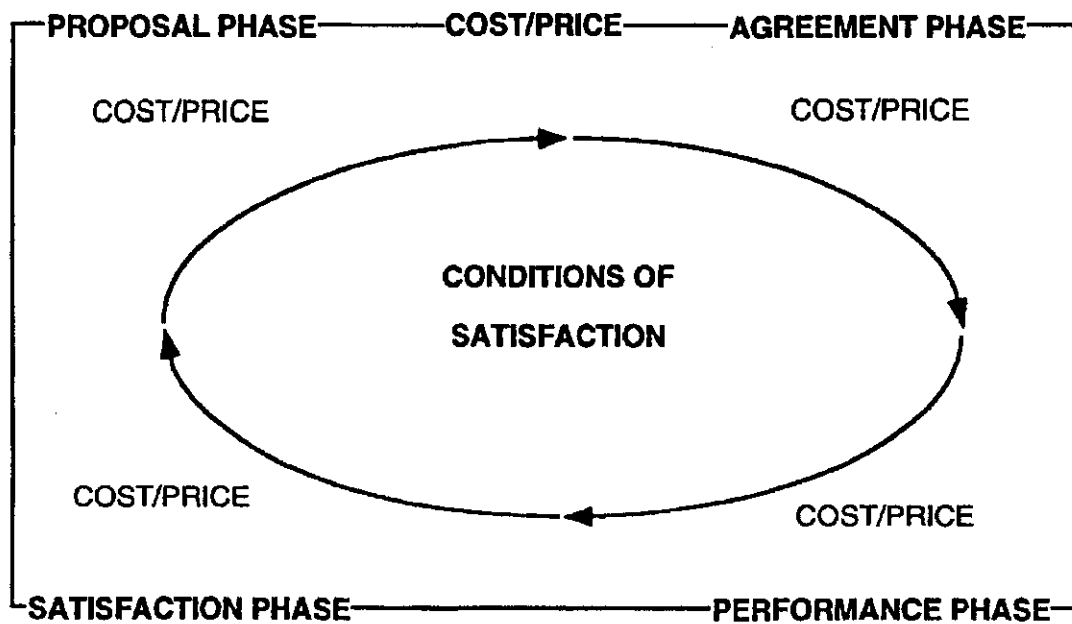 PROPOSAL PHASE COST/PRICE AGREEMENT PHASE
COST/PRICE COST/PRICE
CONDITIONS OF
SATISFACTION
COST/PRICE COST/PRICE
SATISFACTION PHASE PERFORMANCE PHASE